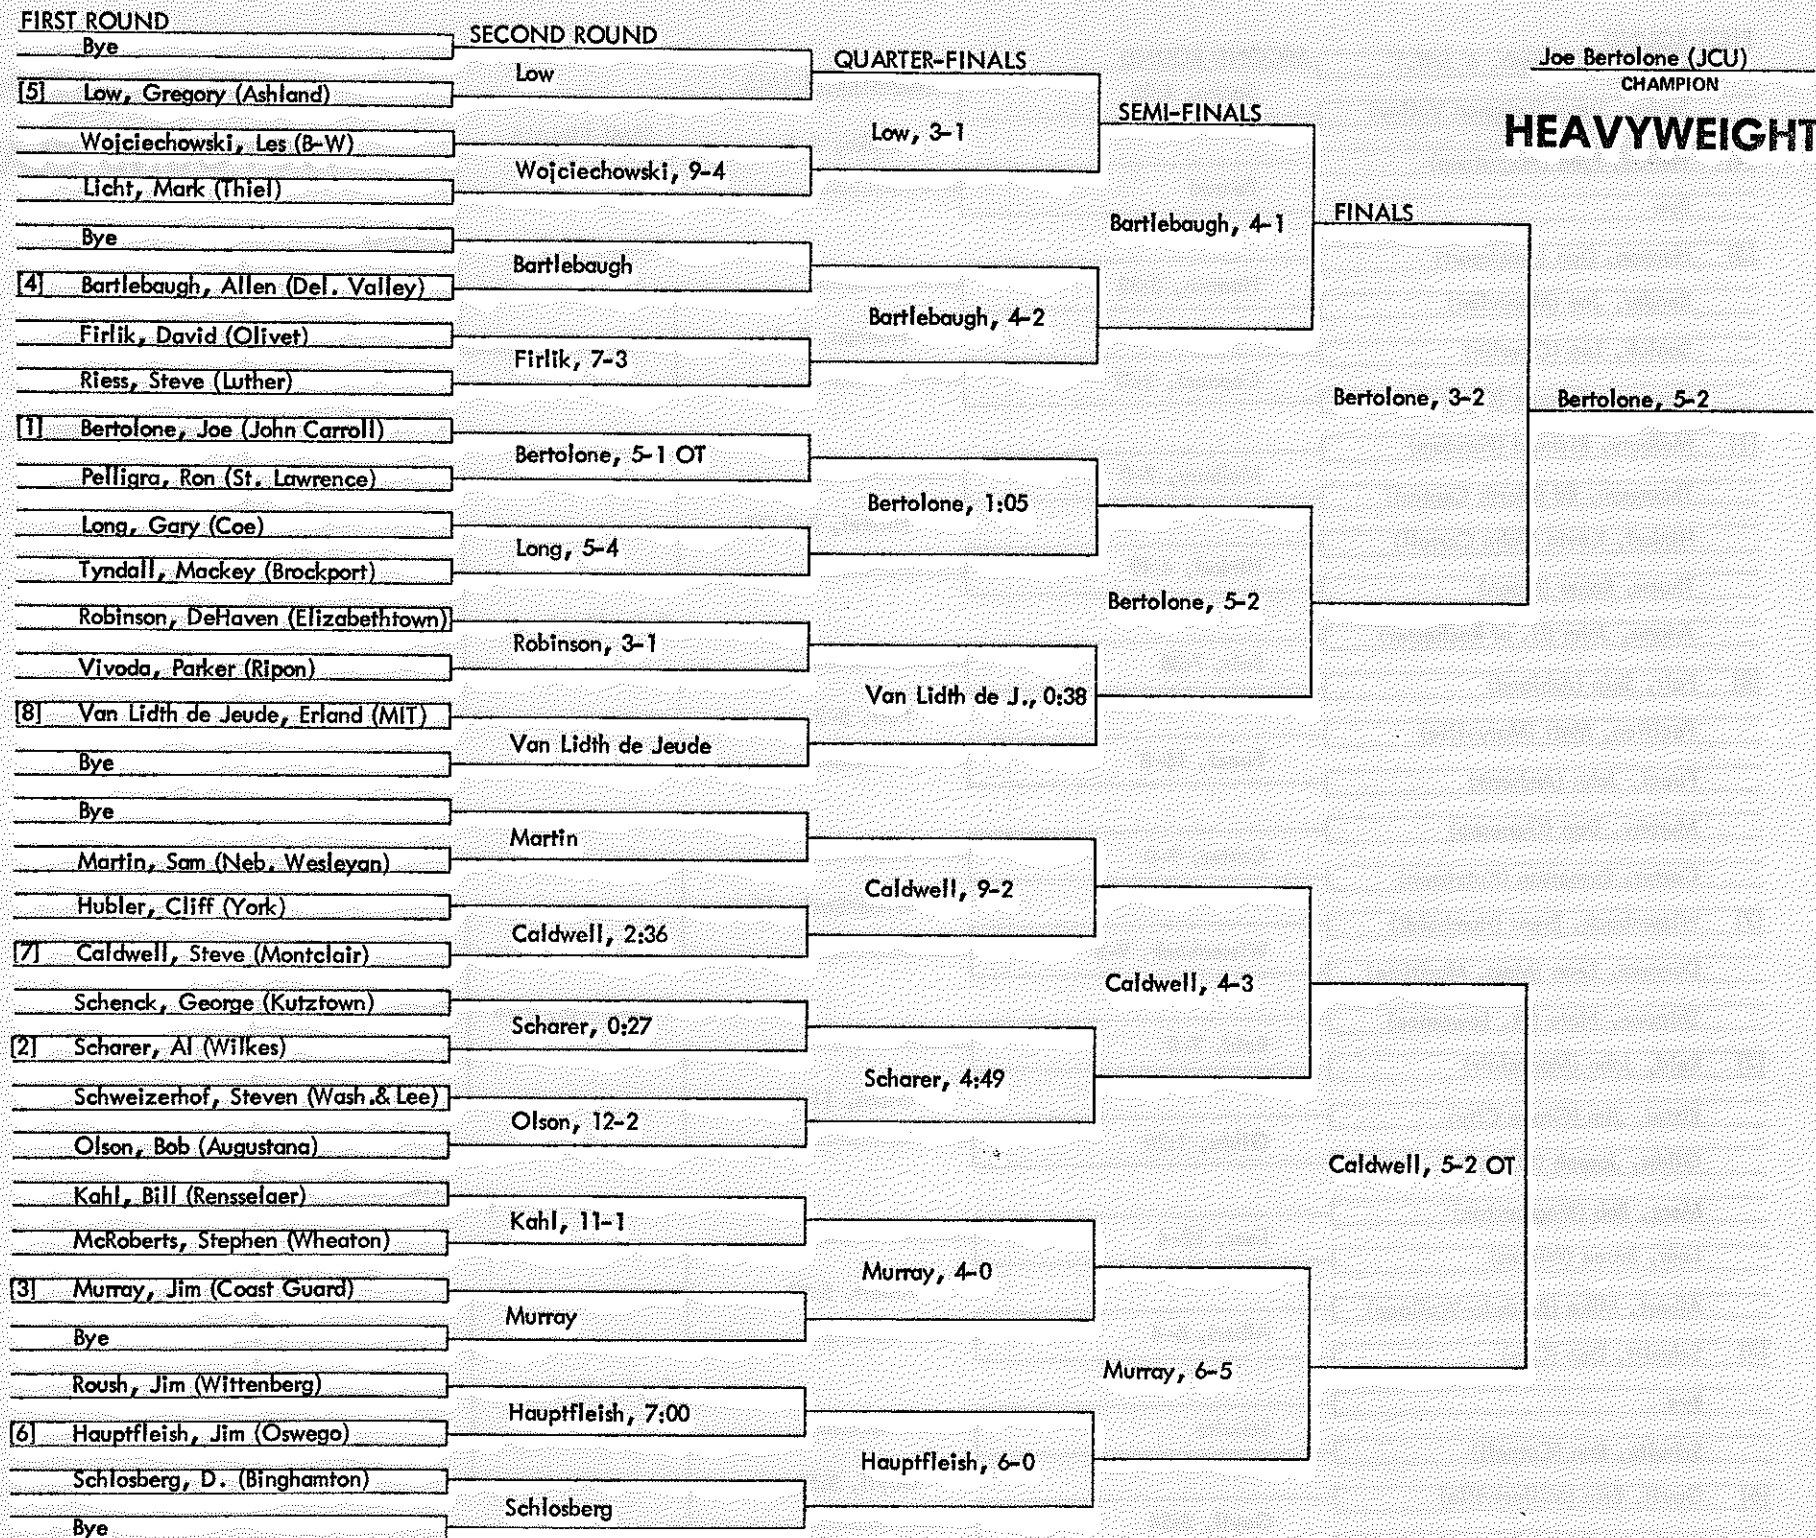 FIRST ROUND
Bye
[5] Low, Gregory (Ashland)
Wojciechowski, Les (B-W)
Licht, Mark (Thiel)
Bye
[4] Bartlebaugh, Allen (Del. Valley)
Firlik, David (Olivet)
Riess, Steve (Luther)
[1] Bertolone, Joe (John Carroll)
Pelligra, Ron (St. Lawrence)
Long, Gary (Coe)
Tyndall, Mackey (Brockport)
Robinson, DeHaven (Elizabethtown)
Vivoda, Parker (Ripon)
[8] Van Lidth de Jeude, Erland (MIT)
Bye
Bye
Martin, Sam (Neb. Wesleyan)
Hubler, Cliff (York)
[7] Caldwell, Steve (Montclair)
Schenck, George (Kutztown)
[2] Scharer, Al (Wilkes)
Schweizerhof, Steven (Wash.& Lee)
Olson, Bob (Augustana)
Kahl, Bill (Rensselaer)
McRoberts, Stephen (Wheaton)
[3] Murray, Jim (Coast Guard)
Bye
Roush, Jim (Wittenberg)
[6] Hauptfleish, Jim (Oswego)
Schlosberg, D. (Binghamton)
Bye
SECOND ROUND
Low
Wojciechowski, 9-4
Bartlebaugh
Firlik, 7-3
Bertolone, 5-1 OT
Long, 5-4
Robinson, 3-1
Van Lidth de Jeude
Martin
Caldwell, 2:36
Scharer, 0:27
Olson, 12-2
Kahl, 11-1
Murray
Hauptfleish, 7:00
Schlosberg
QUARTER-FINALS
Low, 3-1
Bartlebaugh, 4-2
Bertolone, 1:05
Van Lidth de J., 0:38
Caldwell, 9-2
Scharer, 4:49
Murray, 4-0
Hauptfleish, 6-0
SEMI-FINALS
Bartlebaugh, 4-1
Bertolone, 5-2
Caldwell, 4-3
Murray, 6-5
FINALS
Bertolone, 3-2
Caldwell, 5-2 OT
Bertolone, 5-2
Joe Bertolone (JCU)
CHAMPION
HEAVYWEIGHT